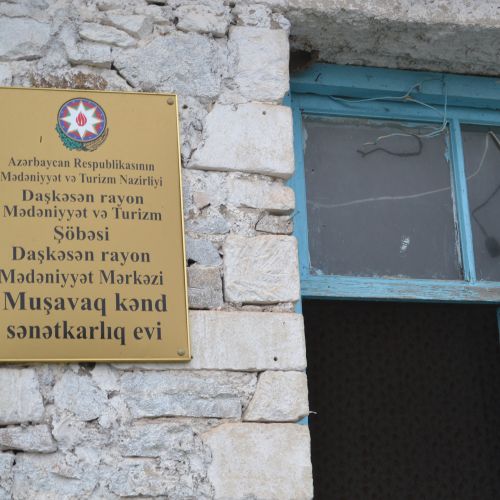 Azərbaycan Respublikasının
Mədəniyyət və Turizm Nazirliyi
Daşkəsən rayon
Mədəniyyət və Turizm
Şöbəsi
Daşkəsən rayon
Mədəniyyət Mərkəzi
Muşavaq kənd
sənətkarlıq evi